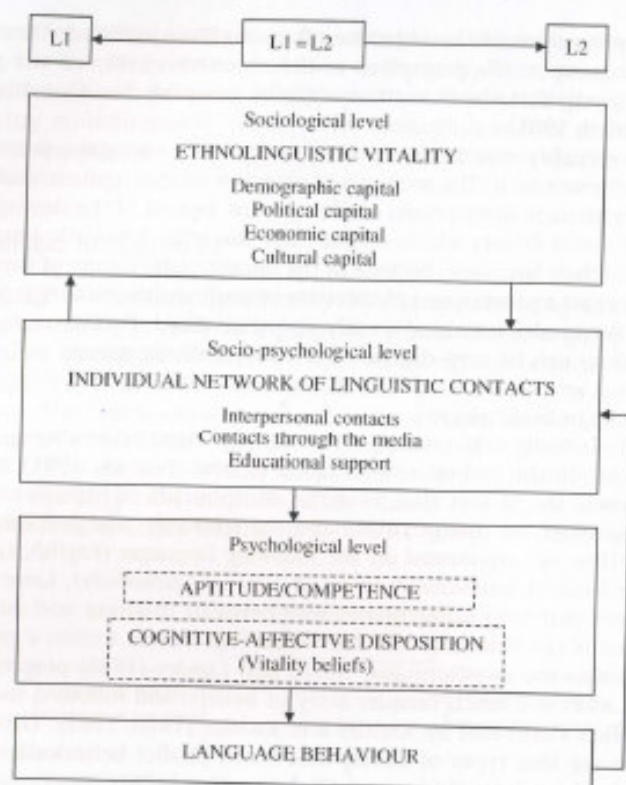 L1
L1 = L2
L2
Sociological level
ETHNOLINGUISTIC VITALITY
Demographic capital
Political capital
Economic capital
Cultural capital
Socio-psychological level
INDIVIDUAL NETWORK OF LINGUISTIC CONTACTS
Interpersonal contacts
Contacts through the media
Educational support
Psychological level
APTITUDE/COMPETENCE
COGNITIVE-AFFECTIVE DISPOSITION
(Vitality beliefs)
LANGUAGE BEHAVIOUR